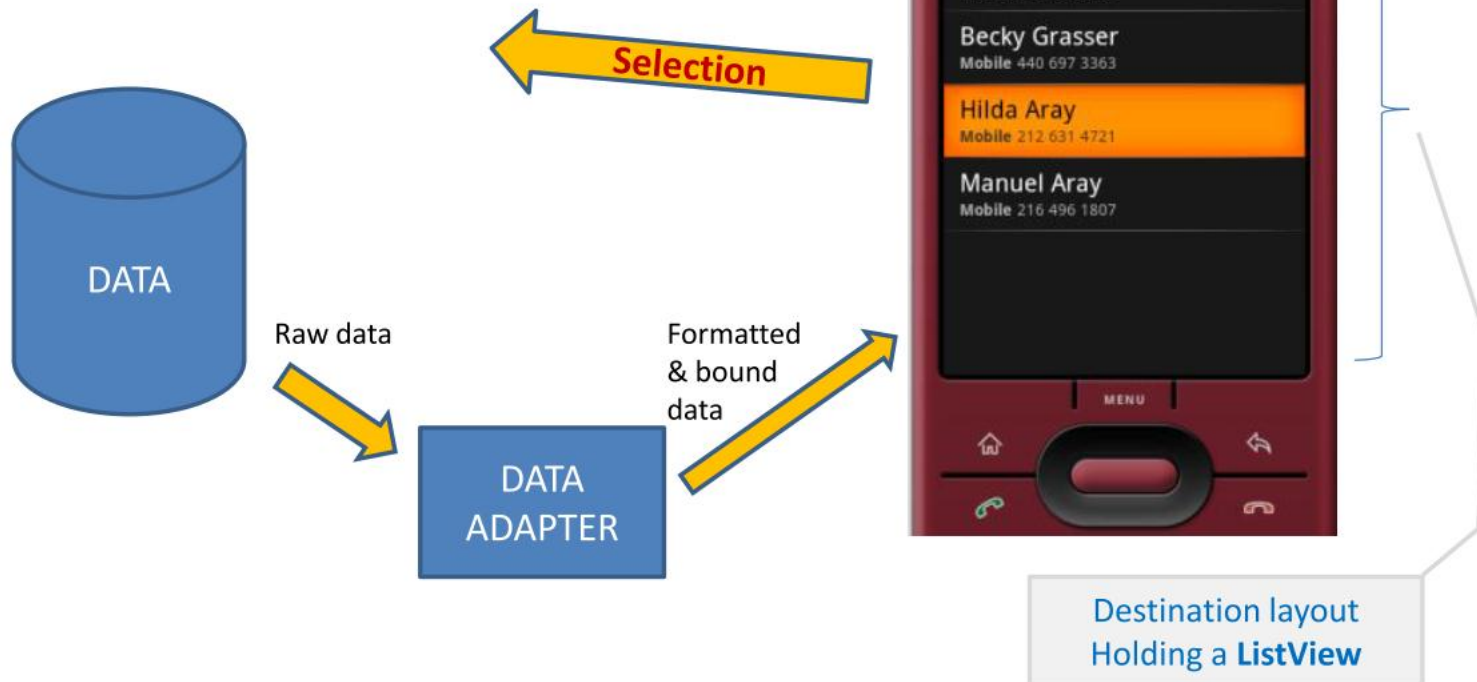 Selection
Becky Grasser
Mobile 440 697 3363
Hilda Aray
Mobile 212 631 4721
Manuel Aray
Mobile 216 496 1807
DATA
Raw data
Formatted
& bound
data
DATA
ADAPTER
MENU
Destination layout
Holding a ListView